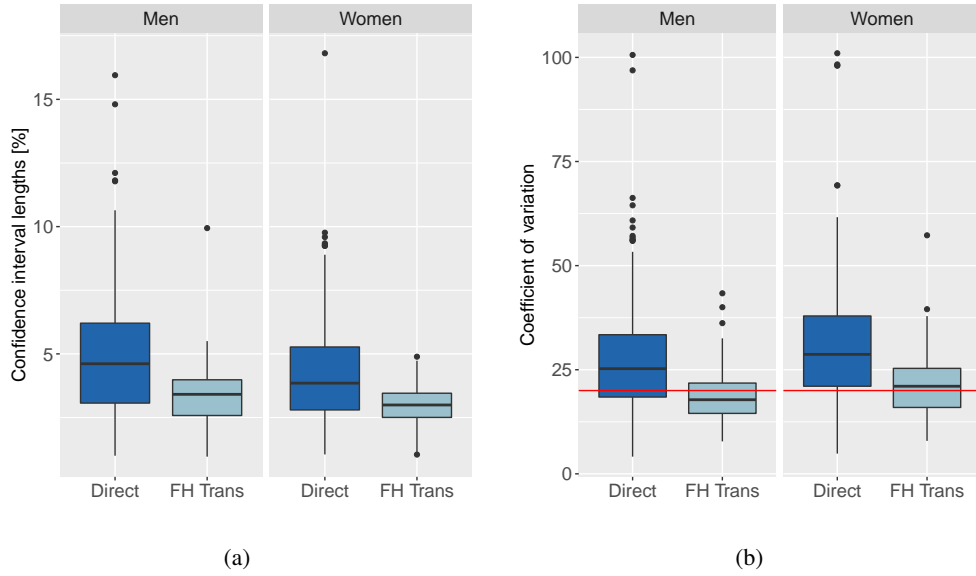 Men
Women
Confidence interval lengths [%]
15
10
5
Direct
FH Trans
Direct
FH Trans
(a)
Men
Women
Coefficient of variation
100
75
50
25
0
Direct
FH Trans
Direct
FH Trans
(b)